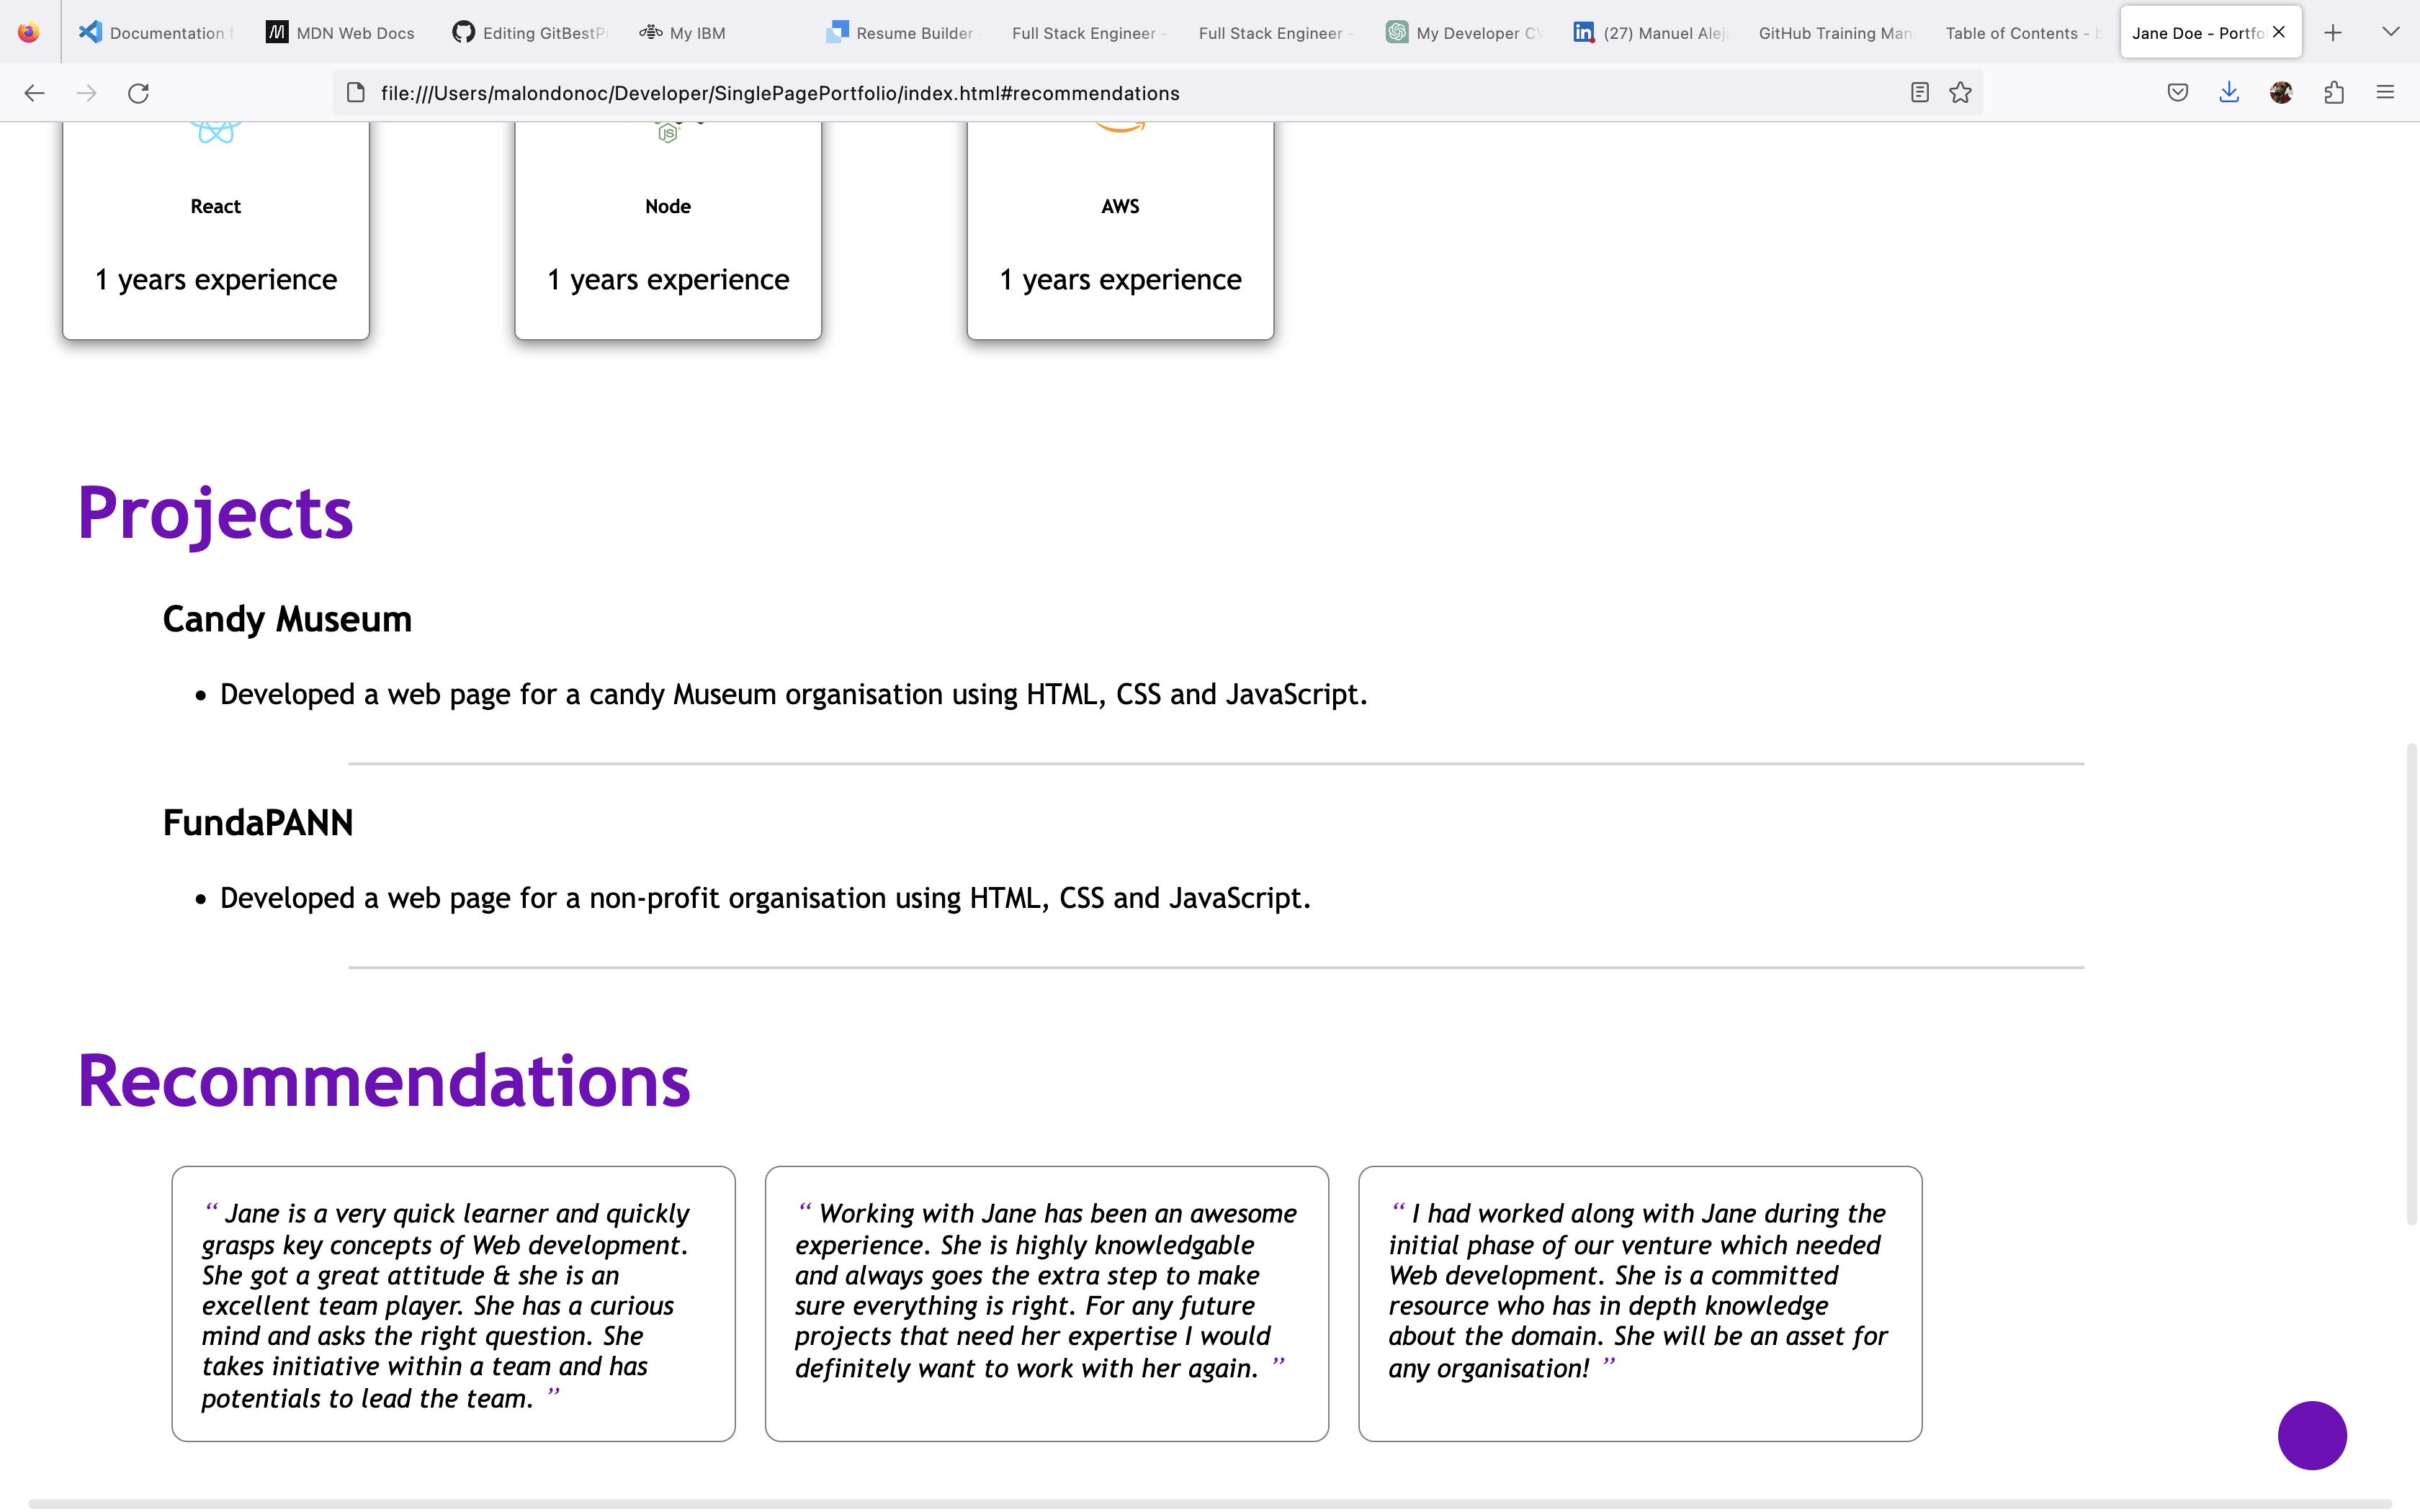 Documentation f
MDN Web Docs
Editing GitBestPr
My IBM
Resume Builder -
Full Stack Engineer -
Full Stack Engineer -
My Developer CV
(27) Manuel Alej
GitHub Training Man
Table of Contents - b
Jane Doe - Portfo
file:///Users/malondonoc/Developer/SinglePagePortfolio/index.html#recommendations
JS
React
Node
AWS
1 years experience
1 years experience
1 years experience
Projects
Candy Museum
• Developed a web page for a candy Museum organisation using HTML, CSS and JavaScript.
FundaPANN
• Developed a web page for a non-profit organisation using HTML, CSS and JavaScript.
Recommendations
“ Jane is a very quick learner and quickly
grasps key concepts of Web development.
She got a great attitude & she is an
excellent team player. She has a curious
mind and asks the right question. She
takes initiative within a team and has
potentials to lead the team. ”
“ Working with Jane has been an awesome
experience. She is highly knowledgable
and always goes the extra step to make
sure everything is right. For any future
projects that need her expertise I would
definitely want to work with her again. ”
“ I had worked along with Jane during the
initial phase of our venture which needed
Web development. She is a committed
resource who has in depth knowledge
about the domain. She will be an asset for
any organisation! ”